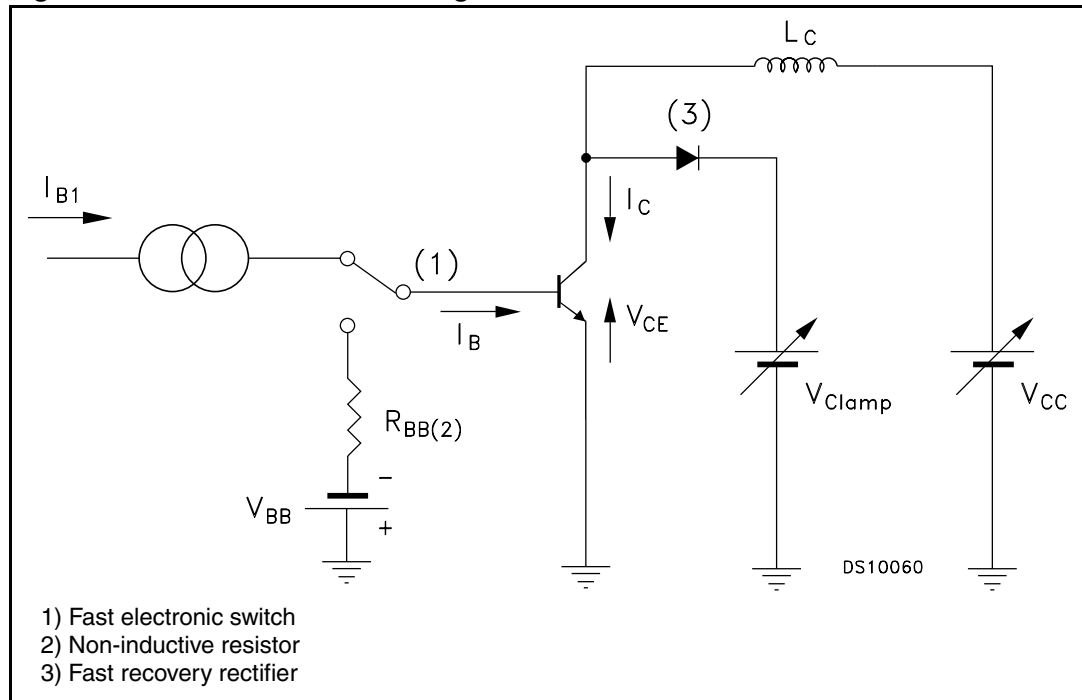 L_C
(3)
I_B1
I_C
(1)
I_B
V_CE
V_Clamp
V_CC
R_BB(2)
−
V_BB
+
DS10060
1) Fast electronic switch
2) Non-inductive resistor
3) Fast recovery rectifier